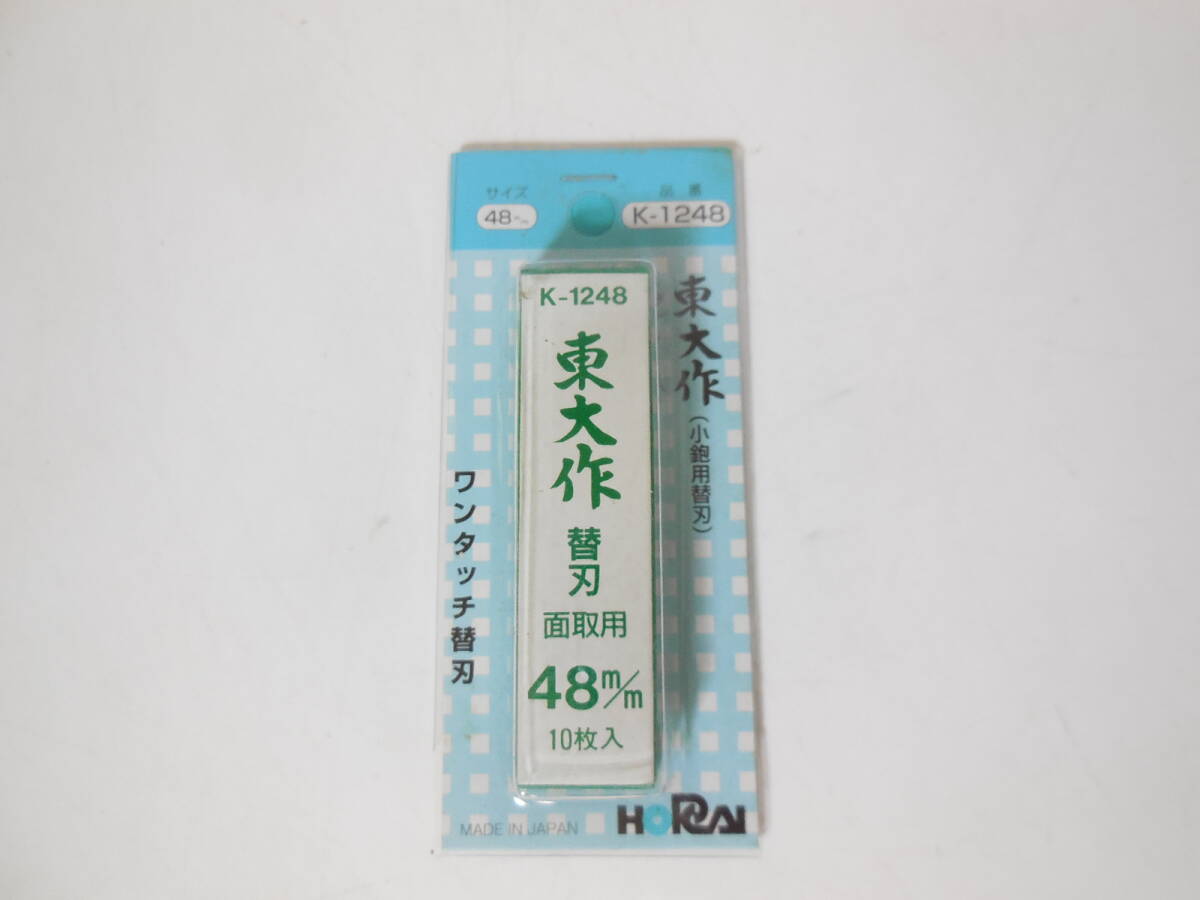 サイズ
48m/m
品番
K-1248
東大作
(小鉋用替刃)
K-1248
東大作
替刃
面取用
48m/m
10枚入
ワンタッチ替刃
MADE IN JAPAN
HORAI